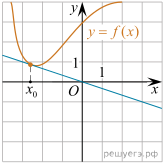 y
y = f(x)
1
1
x₀
O
x
решуегэ.рф